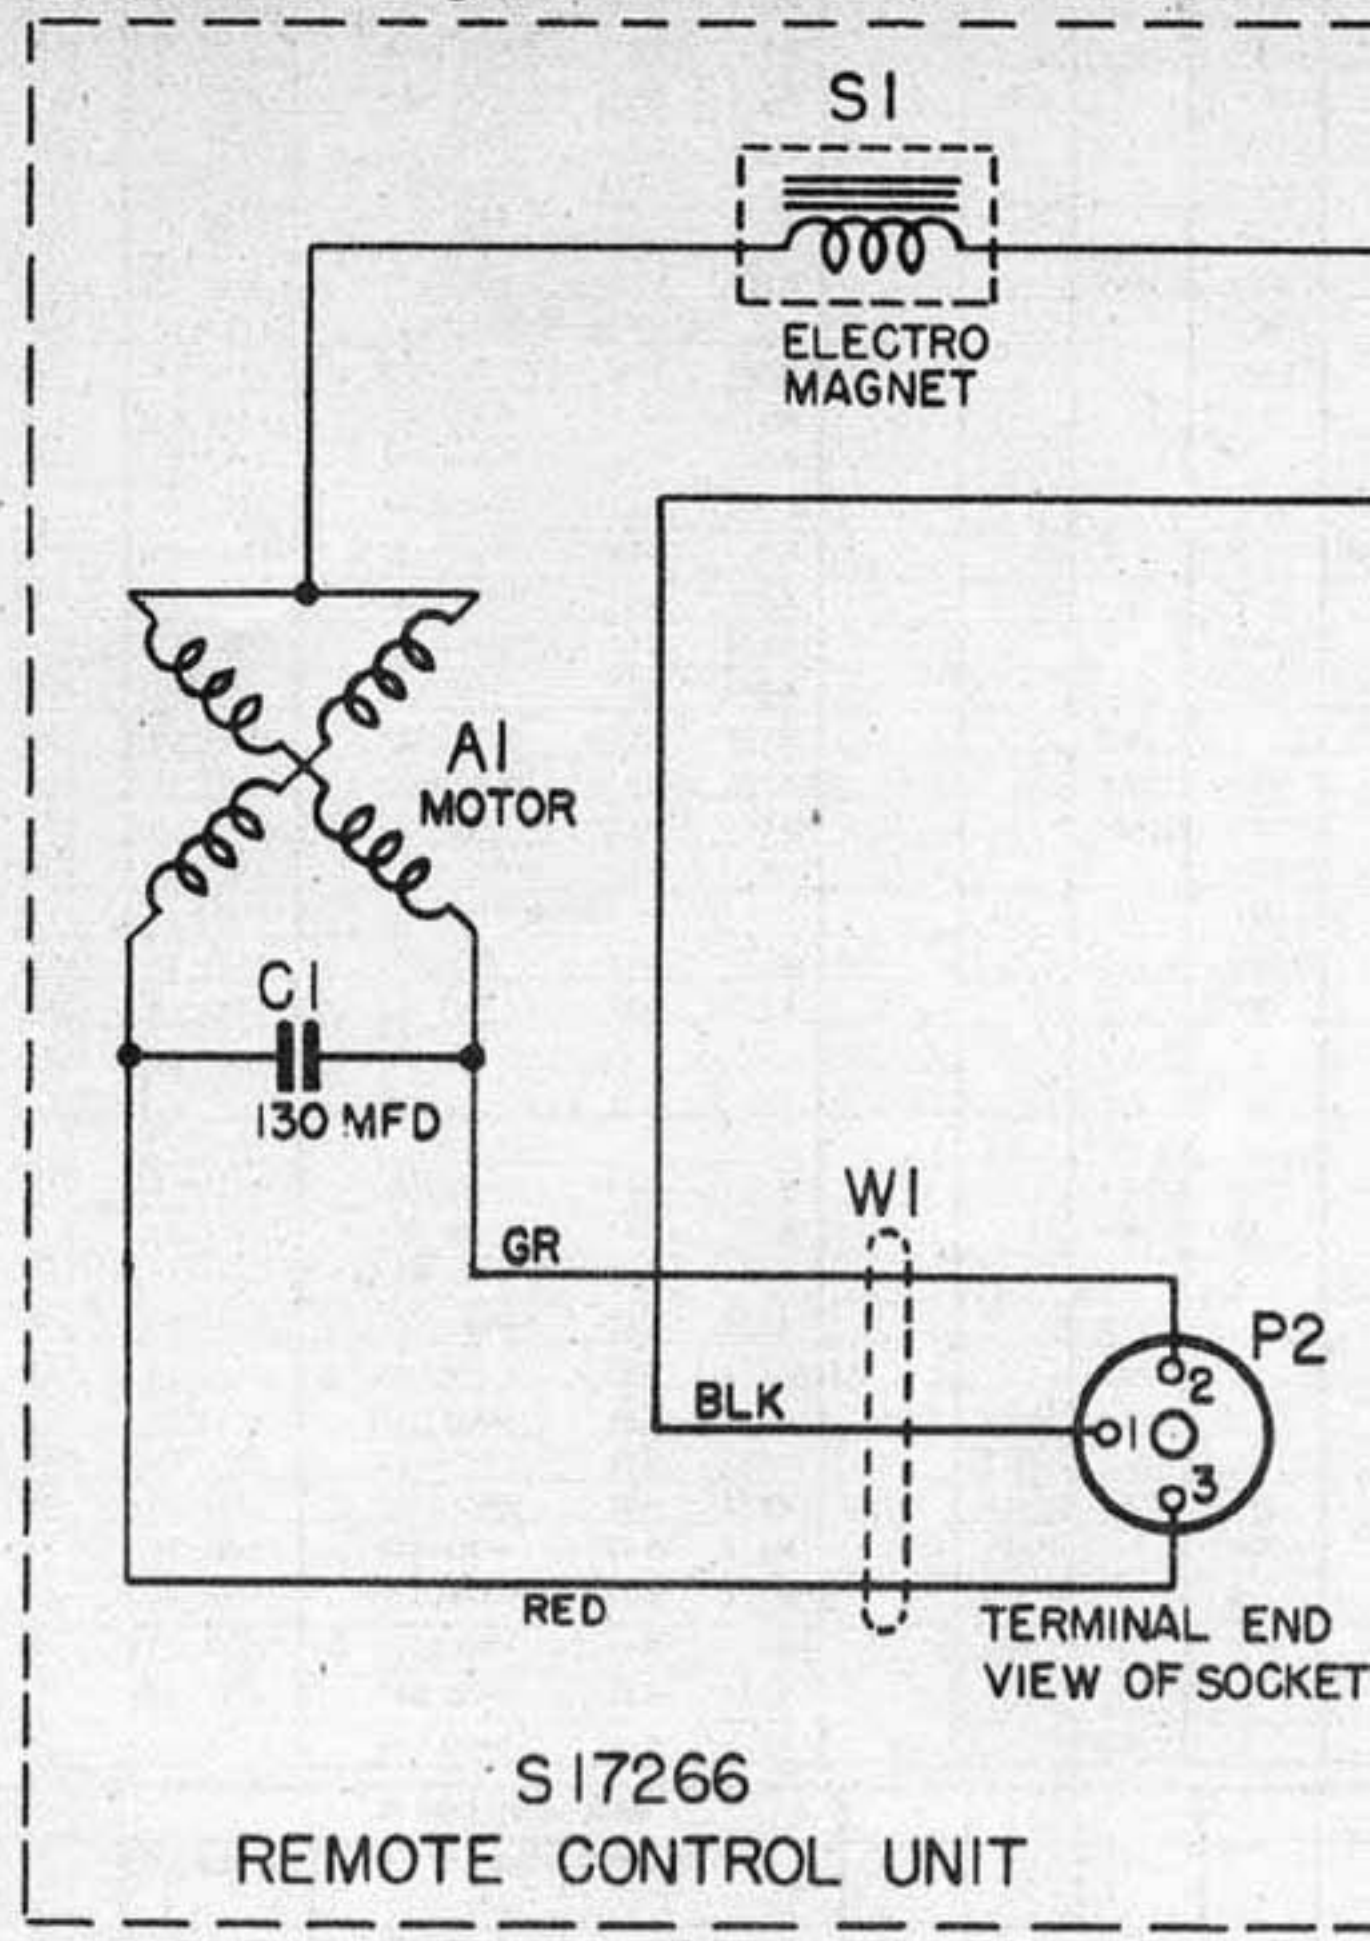 S1
ELECTRO
MAGNET
A1
MOTOR
C1
130 MFD
W1
GR
P2
2
BLK
1
3
RED
TERMINAL END
VIEW OF SOCKET
S17266
REMOTE CONTROL UNIT